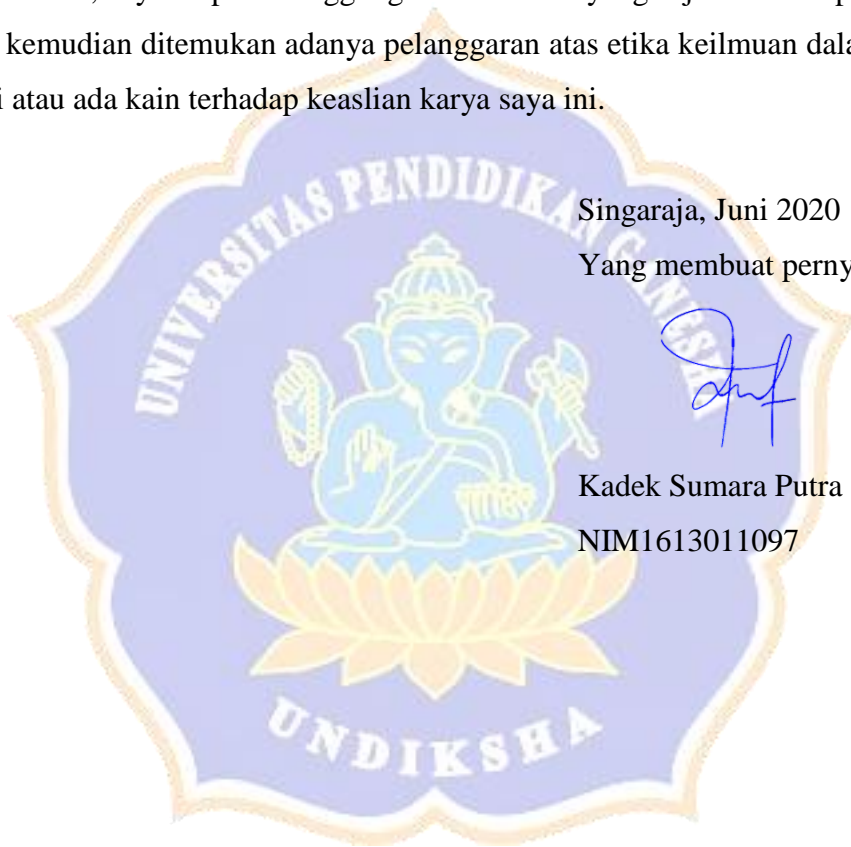 kemudian ditemukan adanya pelanggaran atas etika keilmuan
i atau ada kain terhadap keaslian karya saya ini.
UNIVERSITAS PENDIDIKAN GANESHA
Singaraja, Juni 2020
Yang membuat perny
Kadek Sumara Putra
NIM1613011097
UNDIKSHA